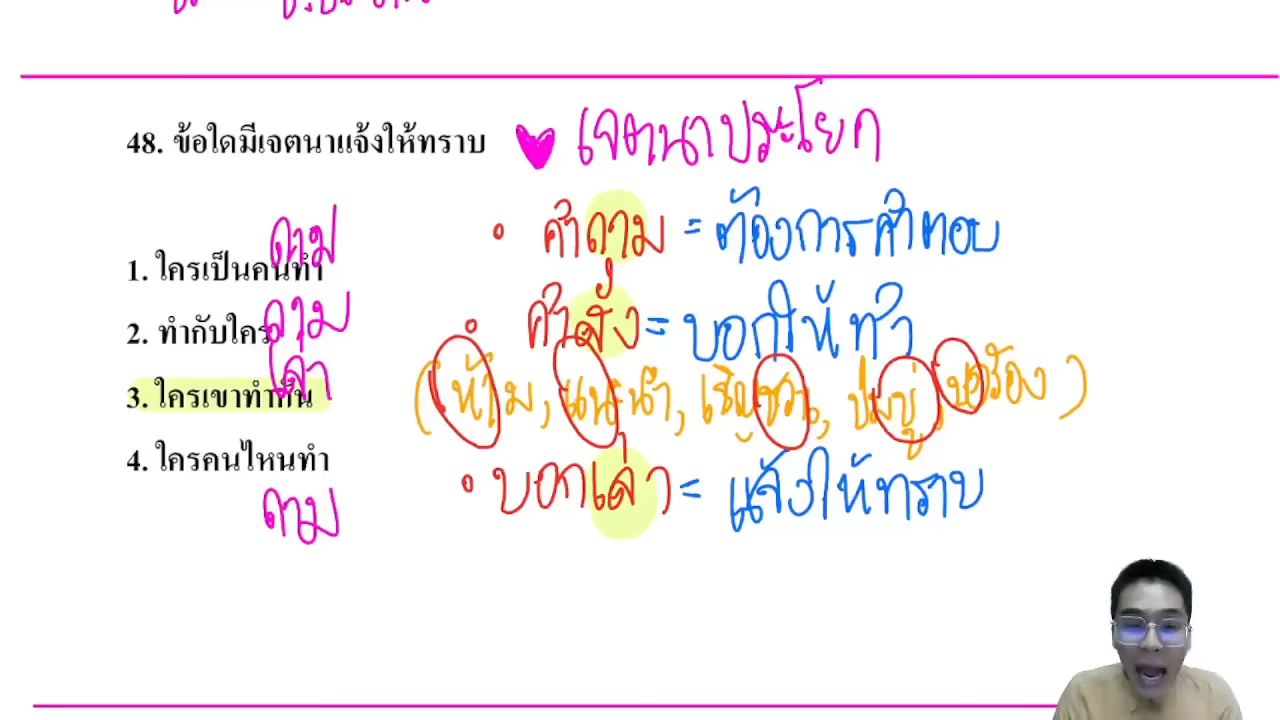 48. ข้อใดมีเจตนาแจ้งให้ทราบ เจตนาประโยค
• คำถาม = ต้องการคำตอบ
ถาม
1. ใครเป็นคนทำ
• คำสั่ง = บอกให้ทำ
ถาม
2. ทำกับใคร
เล่า
3. ใครเขาทำกัน
(ห้าม, แนะนำ, เชิญชวน, ข่มขู่, ขอร้อง)
4. ใครคนไหนทำ
ถาม
• บอกเล่า = แจ้งให้ทราบ